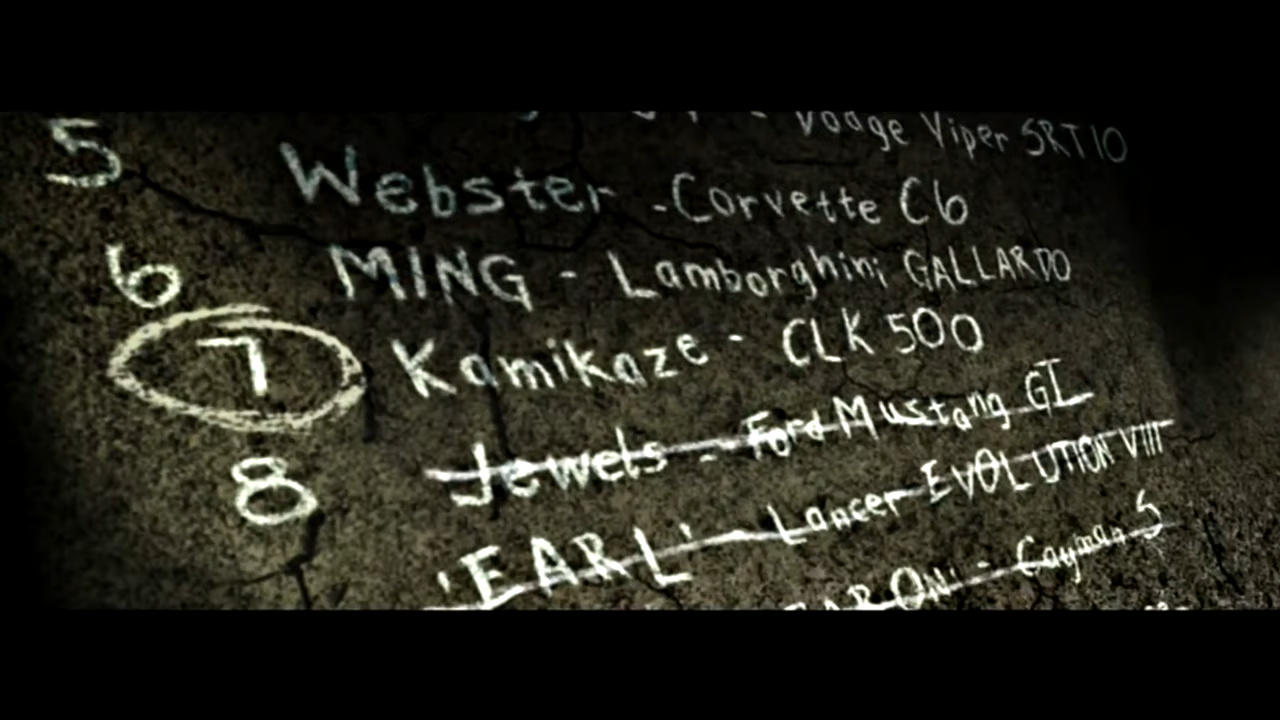 Dodge Viper SRT10
5 Webster - Corvette C6
6 MING - Lamborghini GALLARDO
7 Kamikaze - CLK 500
8 Jewels - Ford Mustang GT
'EARL' - Lancer EVOLUTION VIIII
Cayman S